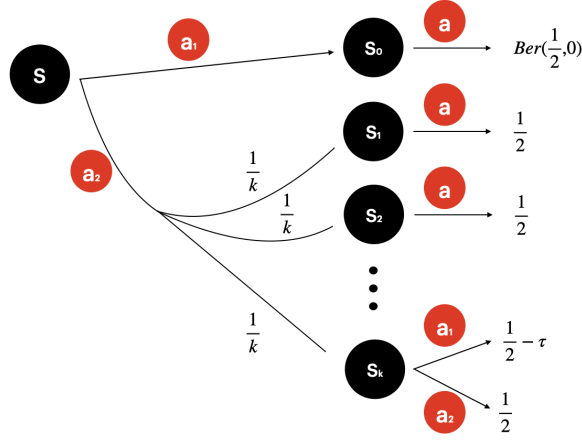 S
a₁
a₂
S₀
a
Ber(1/2,0)
S₁
a
1/2
1/k
S₂
a
1/2
1/k
1/k
Sₖ
a₁
1/2 − τ
a₂
1/2